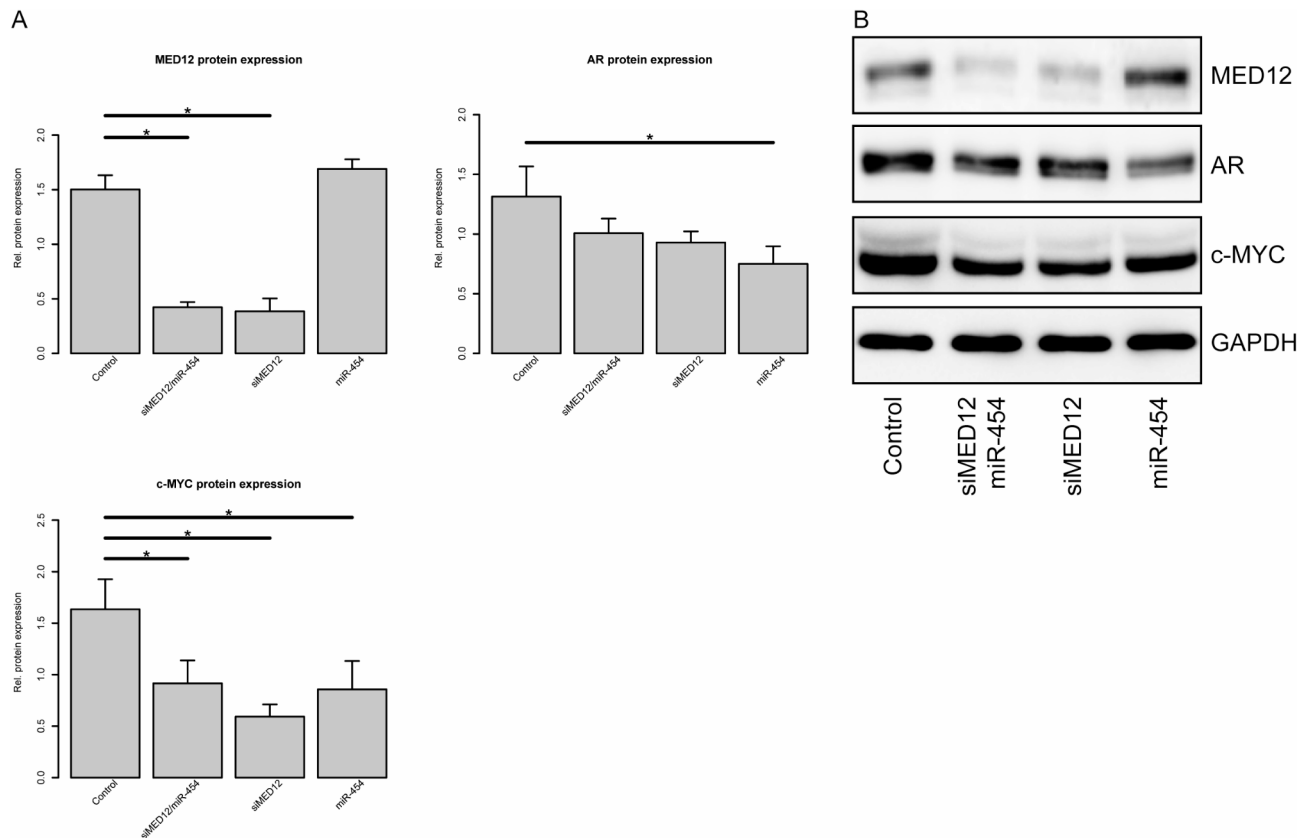 A
MED12 protein expression
*
*
Rel. protein expression
0.0 0.5 1.0 1.5 2.0
Control siMED12/miR-454 siMED12 miR-454
AR protein expression
*
Rel. protein expression
0.0 0.5 1.0 1.5 2.0
Control siMED12/miR-454 siMED12 miR-454
c-MYC protein expression
*
*
*
Rel. protein expression
0.0 0.5 1.0 1.5 2.0 2.5
Control siMED12/miR-454 siMED12 miR-454
B
MED12
AR
c-MYC
GAPDH
Control
siMED12
miR-454
siMED12
miR-454